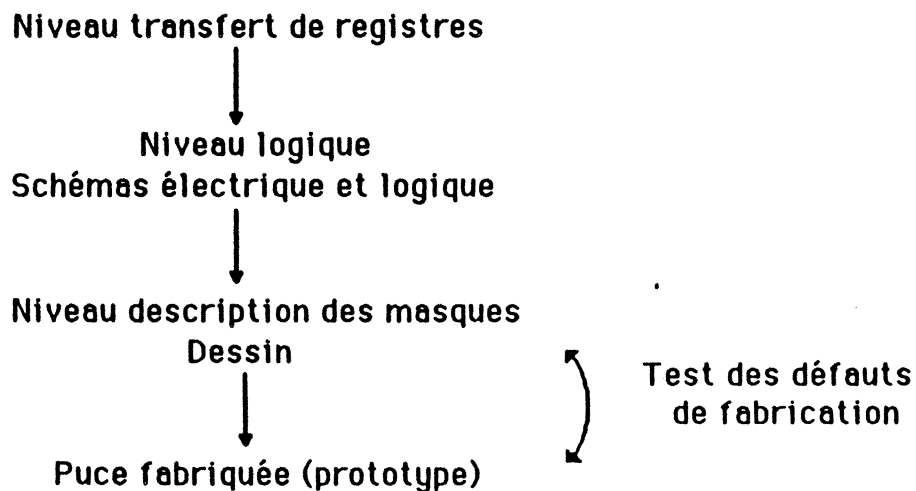 Niveau transfert de registres
Niveau logique
Schémas électrique et logique
Niveau description des masques
Dessin
Test des défauts
de fabrication
Puce fabriquée (prototype)